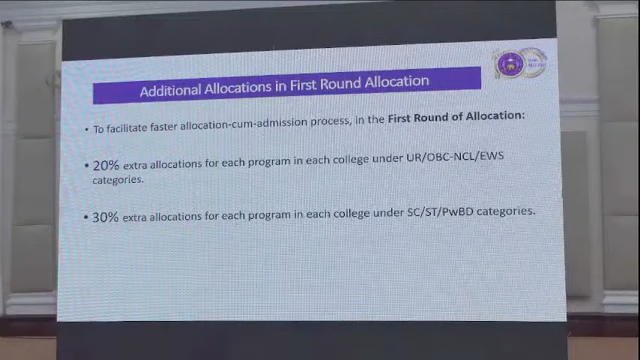 Additional Allocations in First Round Allocation
• To facilitate faster allocation-cum-admission process, in the First Round of Allocation:
• 20% extra allocations for each program in each college under UR/OBC-NCL/EWS
categories.
• 30% extra allocations for each program in each college under SC/ST/PwBD categories.